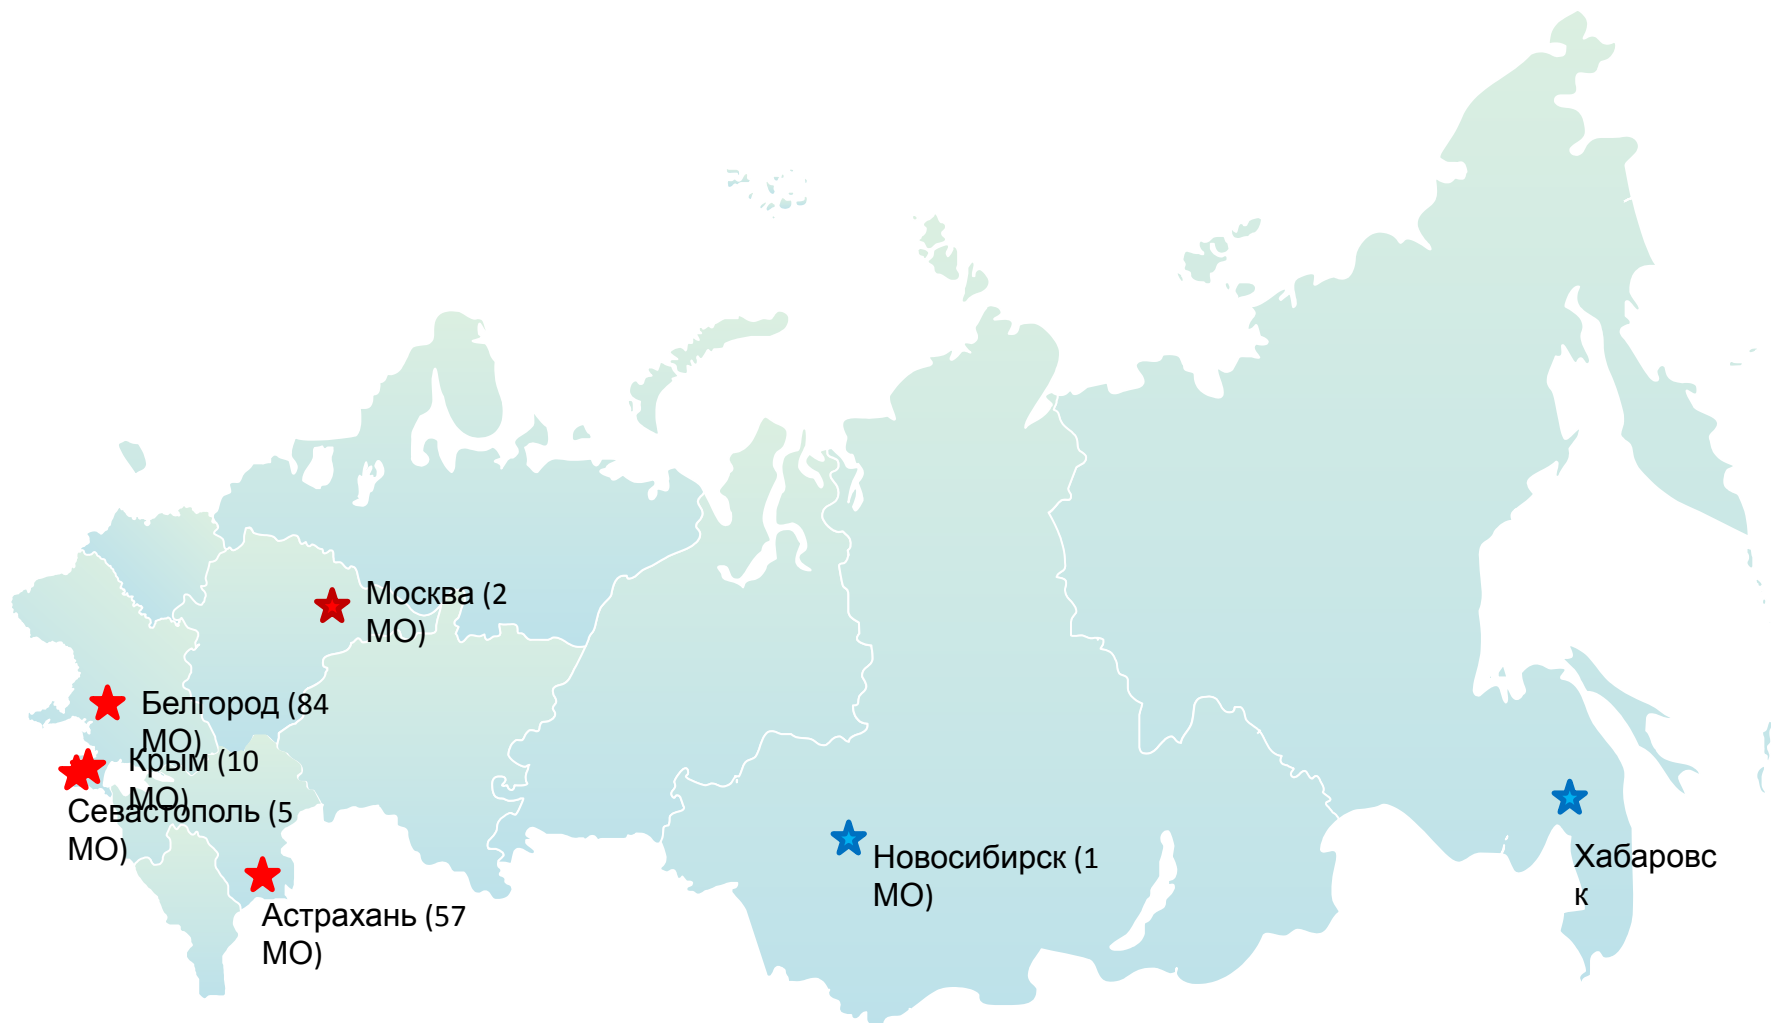 Москва (2
МО)
Белгород (84
МО)
Крым (10
МО)
Севастополь (5
МО)
Астрахань (57
МО)
Новосибирск (1
МО)
Хабаровс
к